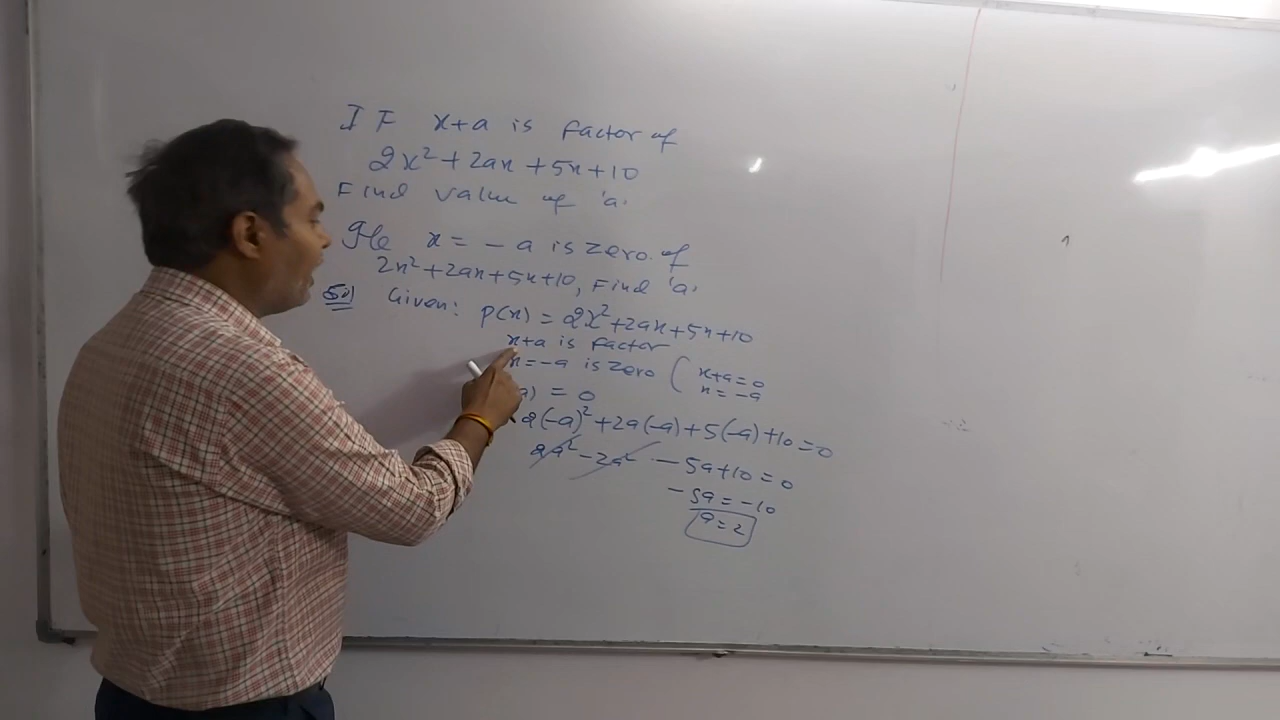 IF x+a is factor of
2x²+2ax+5x+10
Find value of 'a'
x = -a is zero of
2x²+2ax+5x+10, Find 'a'
Sol Given: p(x) = 2x²+2ax+5x+10
x+a is factor
x=-a is zero ( x+a=0
x=-a
a) = 0
2(-a)²+2a(-a)+5(-a)+10=0
2a²-2a²-5a+10=0
-5a=-10
a=2